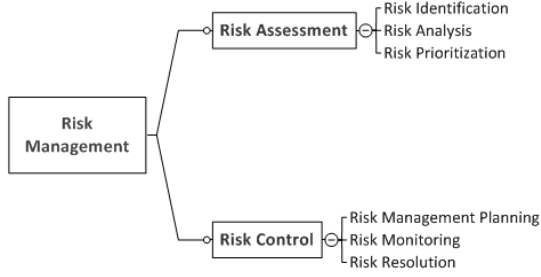 Risk
Management
Risk Assessment
Risk Identification
Risk Analysis
Risk Prioritization
Risk Control
Risk Management Planning
Risk Monitoring
Risk Resolution